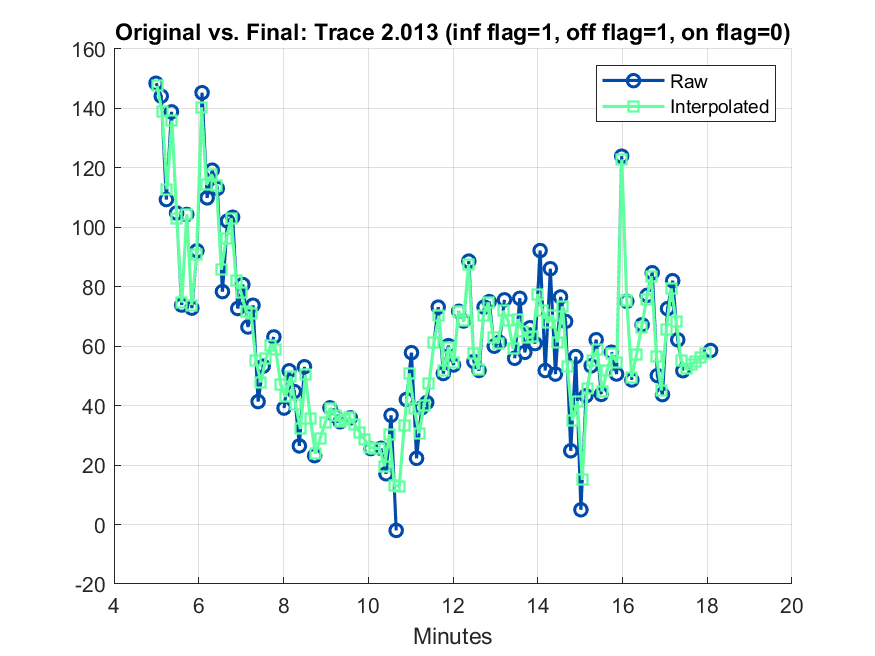 Original vs. Final: Trace 2.013 (inf flag=1, off flag=1, on flag=0)
160
140
120
100
80
60
40
20
0
-20
Raw
Interpolated
4 6 8 10 12 14 16 18 20
Minutes